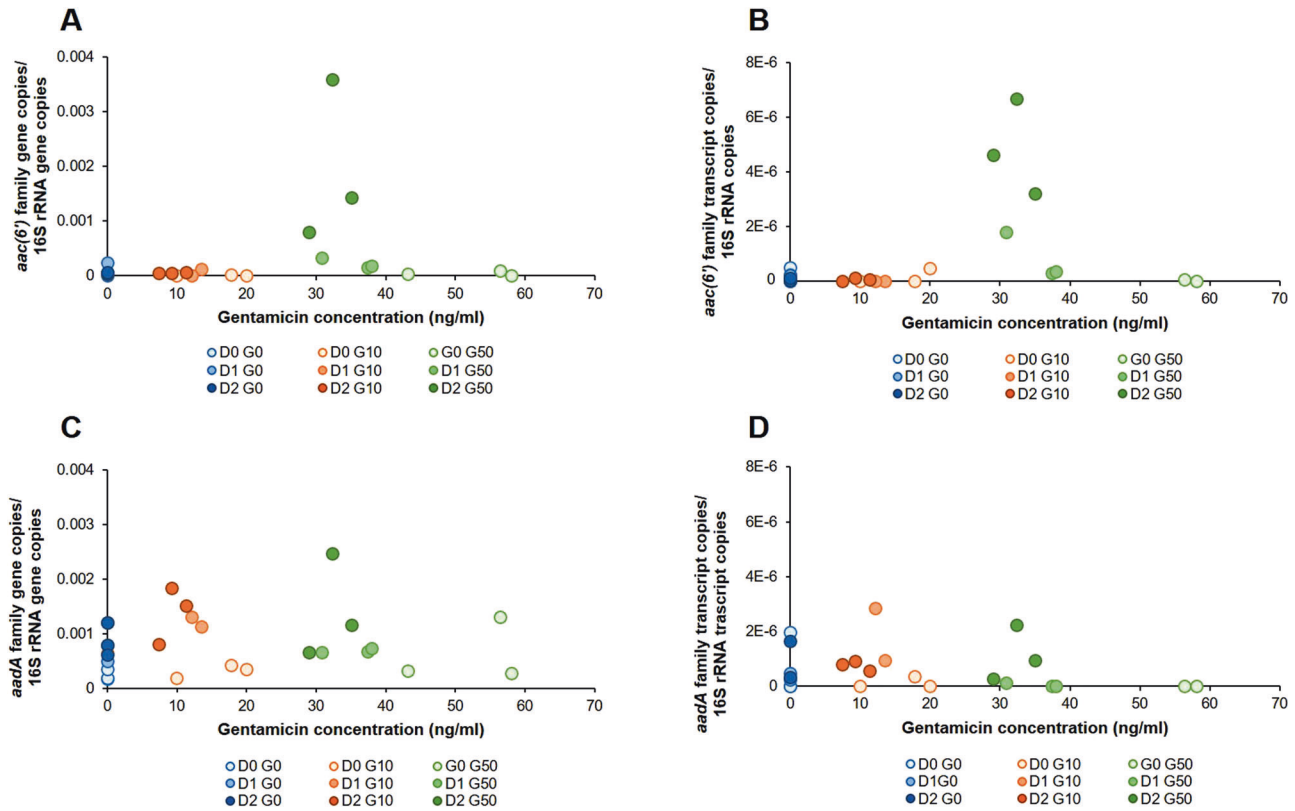 A
aac(6') family gene copies/
16S rRNA gene copies
0.004
0.003
0.002
0.001
0
0 10 20 30 40 50 60 70
Gentamicin concentration (ng/ml)
D0 G0 D0 G10 G0 G50
D1 G0 D1 G10 D1 G50
D2 G0 D2 G10 D2 G50
B
aac(6') family transcript copies/
16S rRNA copies
8E-6
6E-6
4E-6
2E-6
0
0 10 20 30 40 50 60 70
Gentamicin concentration (ng/ml)
D0 G0 D0 G10 G0 G50
D1 G0 D1 G10 D1 G50
D2 G0 D2 G10 D2 G50
C
aadA family gene copies/
16S rRNA gene copies
0.004
0.003
0.002
0.001
0
0 10 20 30 40 50 60 70
Gentamicin concentration (ng/ml)
D0 G0 D0 G10 G0 G50
D1 G0 D1 G10 D1 G50
D2 G0 D2 G10 D2 G50
D
aadA family transcript copies/
16S rRNA trascript copies
8E-6
6E-6
4E-6
2E-6
0
0 10 20 30 40 50 60 70
Gentamicin concentration (ng/ml)
D0 G0 D0 G10 G0 G50
D1G0 D1 G10 D1 G50
D2 G0 D2 G10 D2 G50